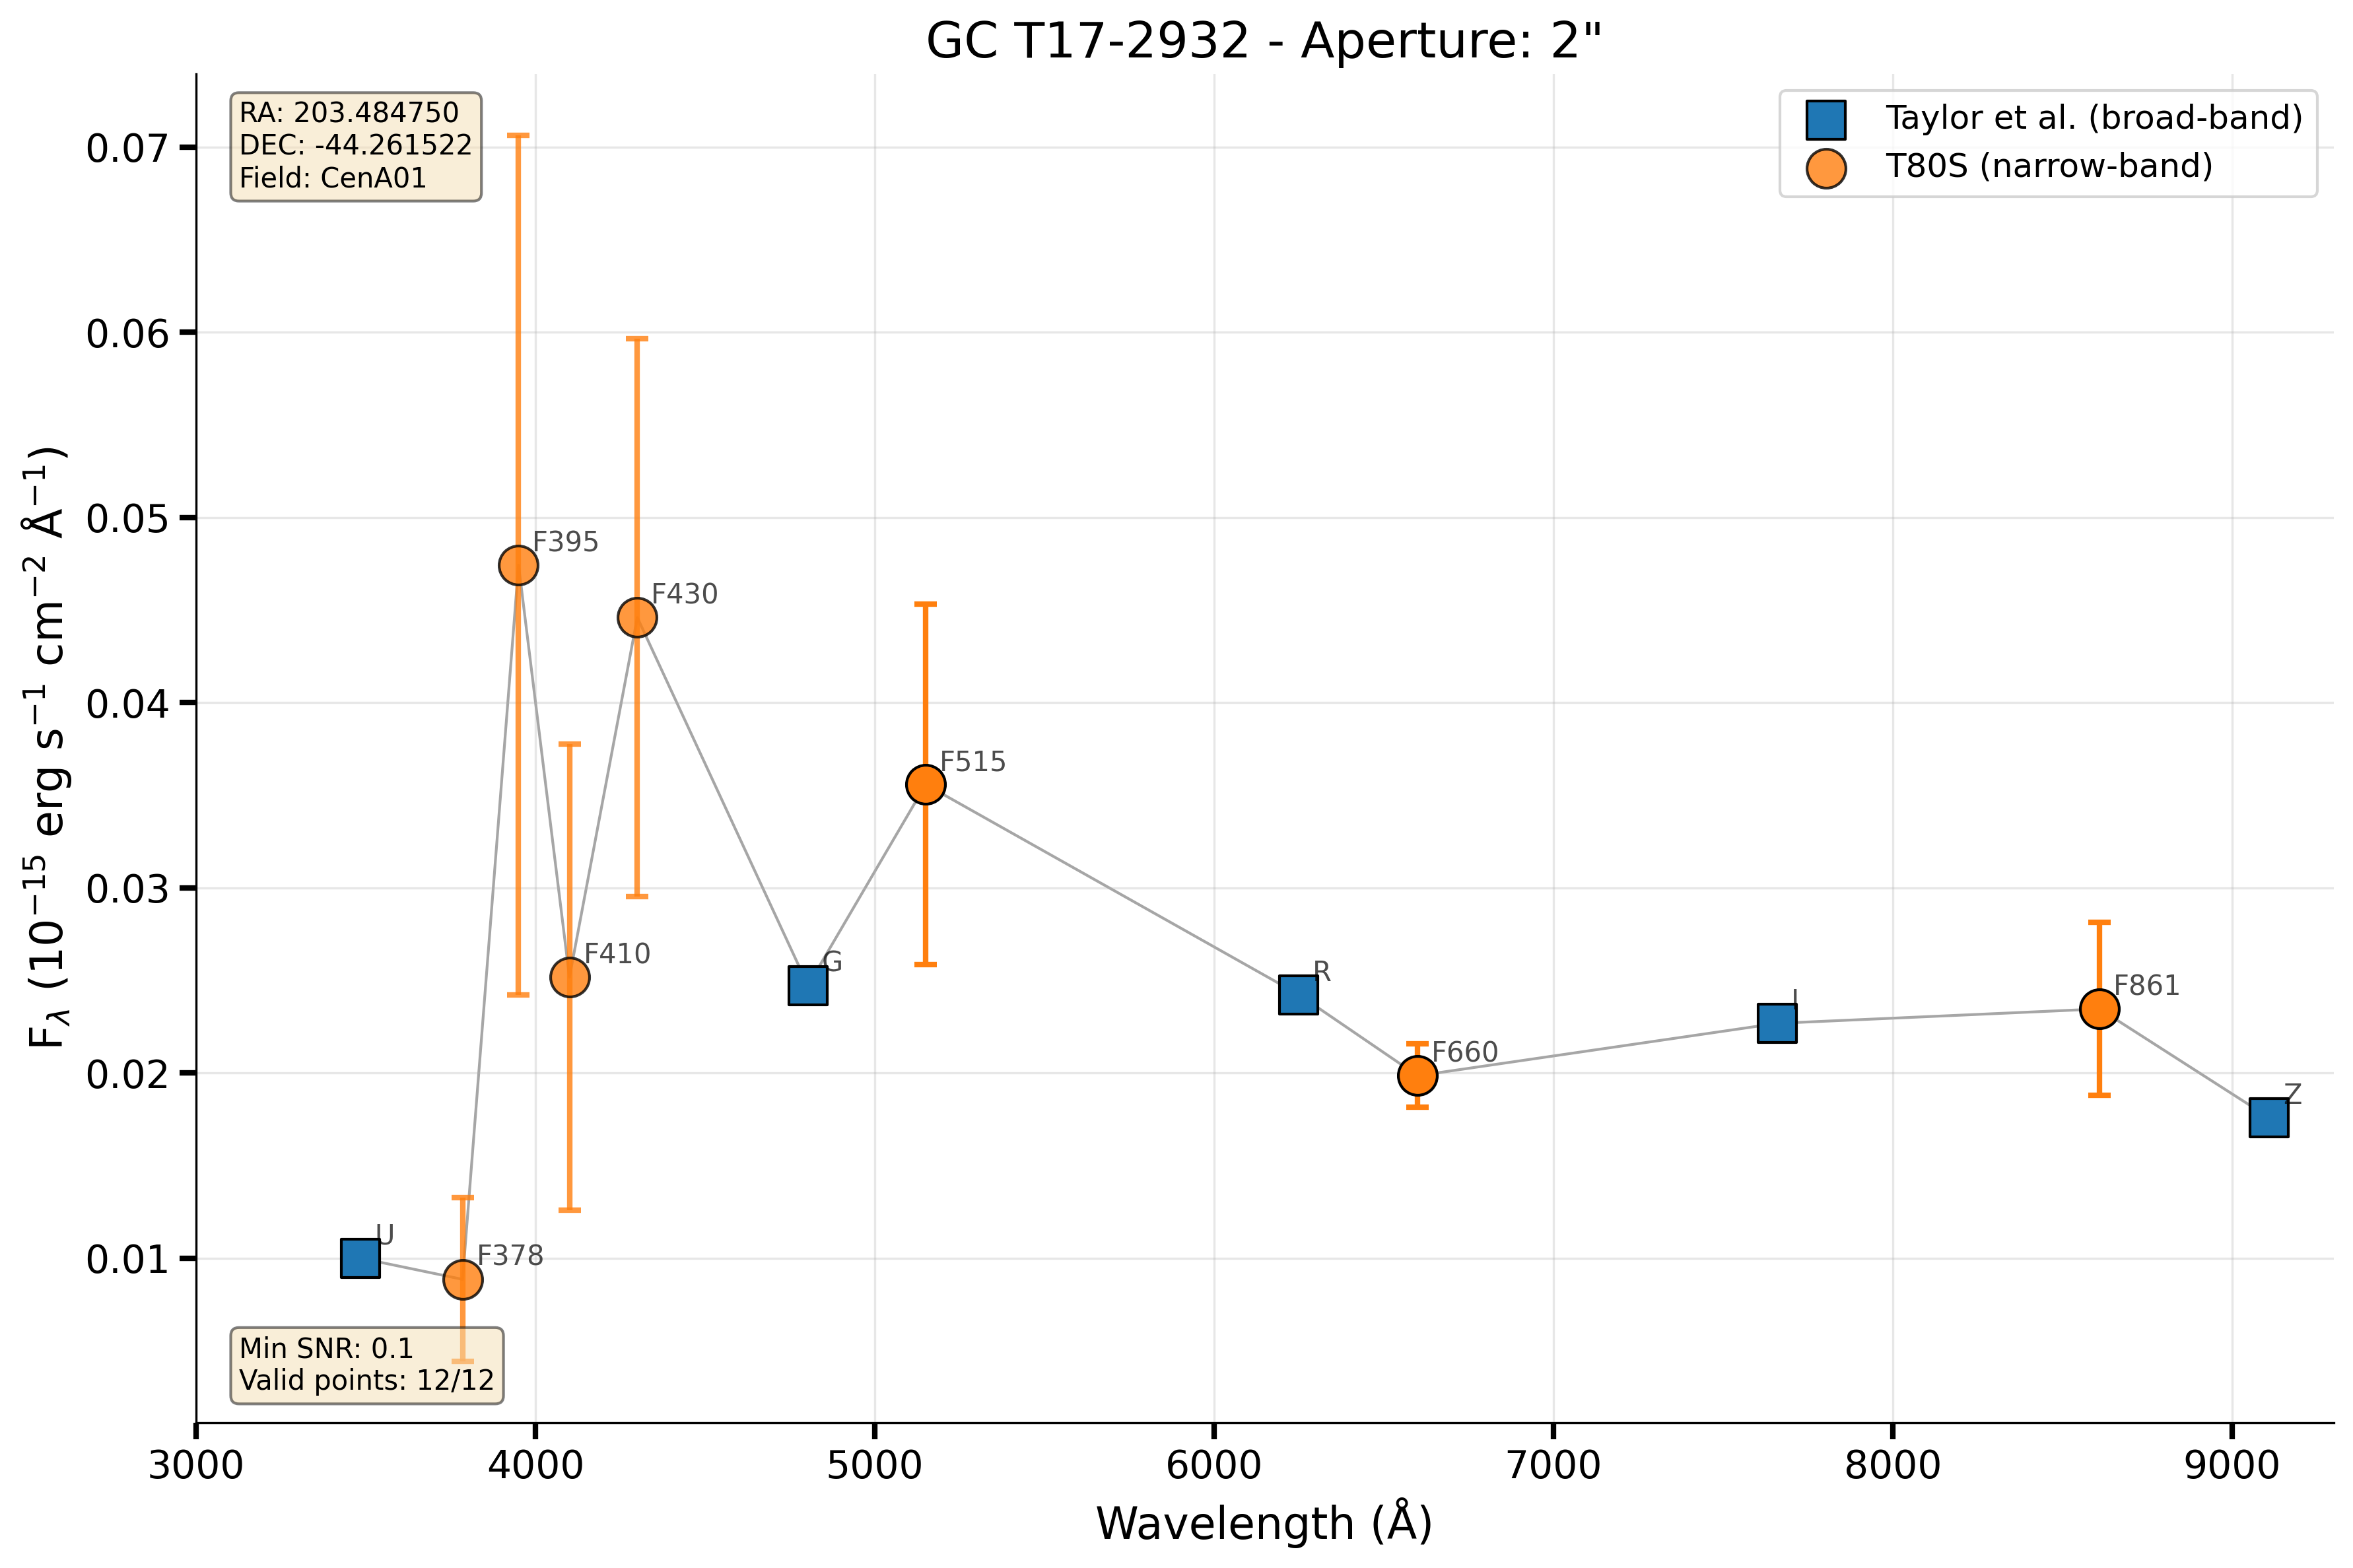 GC T17-2932 - Aperture: 2"
RA: 203.484750
DEC: -44.261522
Field: CenA01
Taylor et al. (broad-band)
T80S (narrow-band)
0.07
0.06
0.05
0.04
0.03
0.02
0.01
F_λ (10⁻¹⁵ erg s⁻¹ cm⁻² Å⁻¹)
F395
F430
F515
F410
G
R
I
F861
F660
Z
U
F378
Min SNR: 0.1
Valid points: 12/12
3000 4000 5000 6000 7000 8000 9000
Wavelength (Å)